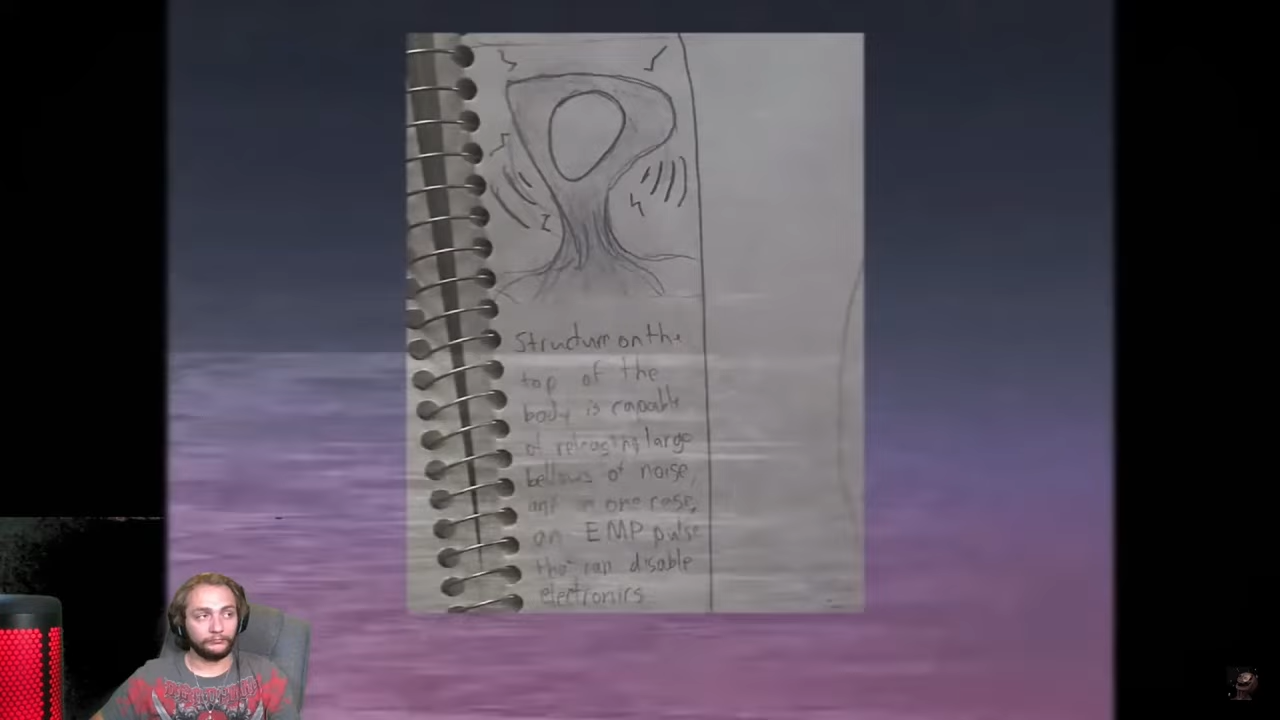 Structure on the
top of the
body is capable
of releasing large
bellows of noise,
and in one case,
an EMP pulse
that can disable
electronics